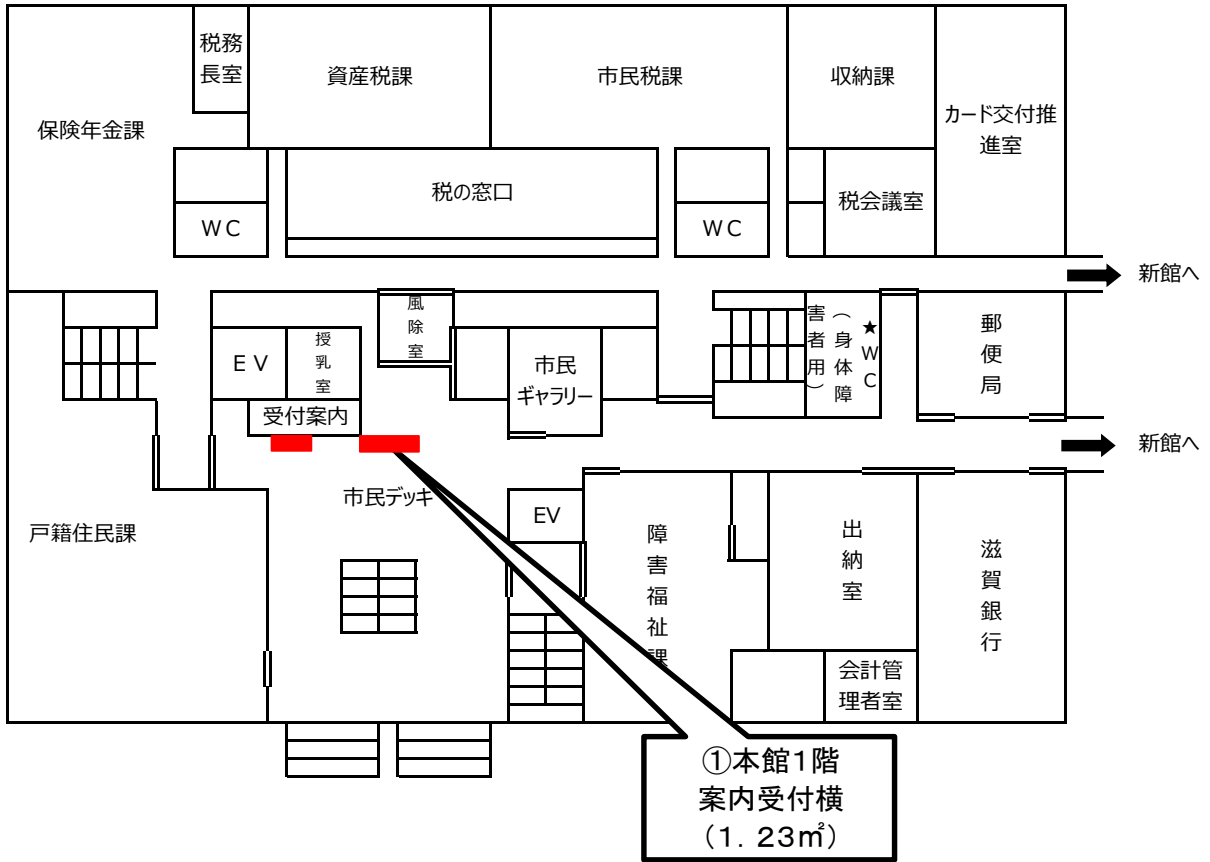 税務
長室
資産税課
市民税課
収納課
カード交付推
進室
保険年金課
税の窓口
税会議室
ＷＣ
ＷＣ
新館へ
風除室
ＥＶ
授乳室
市民
ギャラリー
★ＷＣ
（身体障
害者用）
郵便局
受付案内
新館へ
市民デッキ
戸籍住民課
EV
障害福祉課
出納室
滋賀銀行
会計管
理者室
①本館１階
案内受付横
（１．２３㎡）